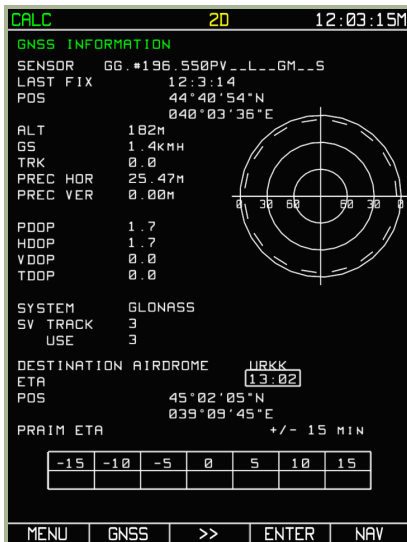 CALC 2D 12:03:15M
GNSS INFORMATION
SENSOR GG.#196.550PV__L__GM__S
LAST FIX 12:3:14
POS 44°40'54"N
040°03'36"E
ALT 182M
GS 1.4KMH
TRK 0.0
PREC HOR 25.47M
PREC VER 0.00M
0 30 60 60 30 0
PDOP 1.7
HDOP 1.7
VDOP 0.0
TDOP 0.0
SYSTEM GLONASS
SV TRACK 3
USE 3
DESTINATION AIRDROME URKK
ETA 13:02
POS 45°02'05"N
039°09'45"E
PRAIM ETA +/- 15 MIN
-15 -10 -5 0 5 10 15
MENU GNSS >> ENTER NAV